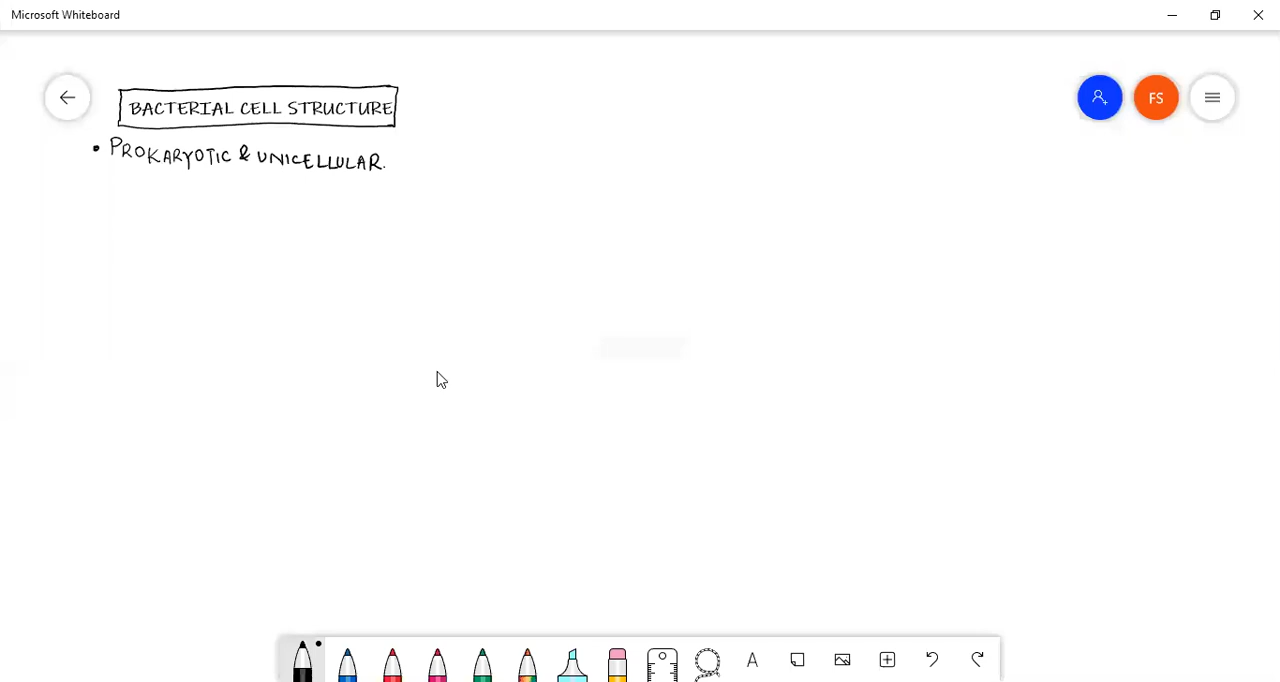 Microsoft Whiteboard
BACTERIAL CELL STRUCTURE
FS
• PROKARYOTIC & UNICELLULAR.
A